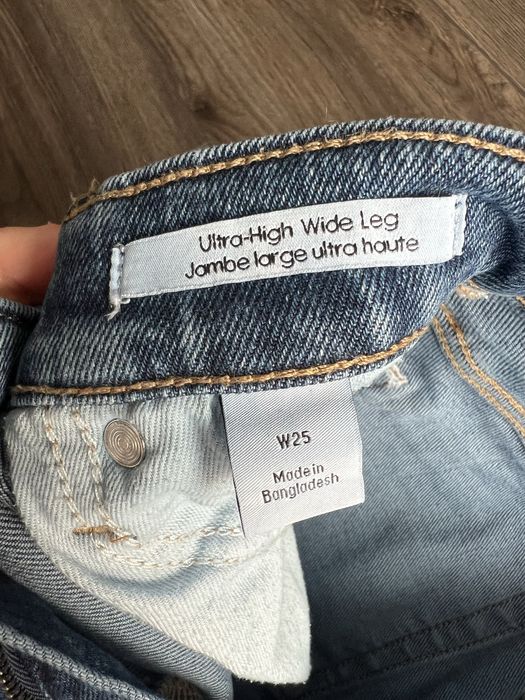 Ultra-High Wide Leg
Jambe large ultra haute
W25
Made in
Bangladesh